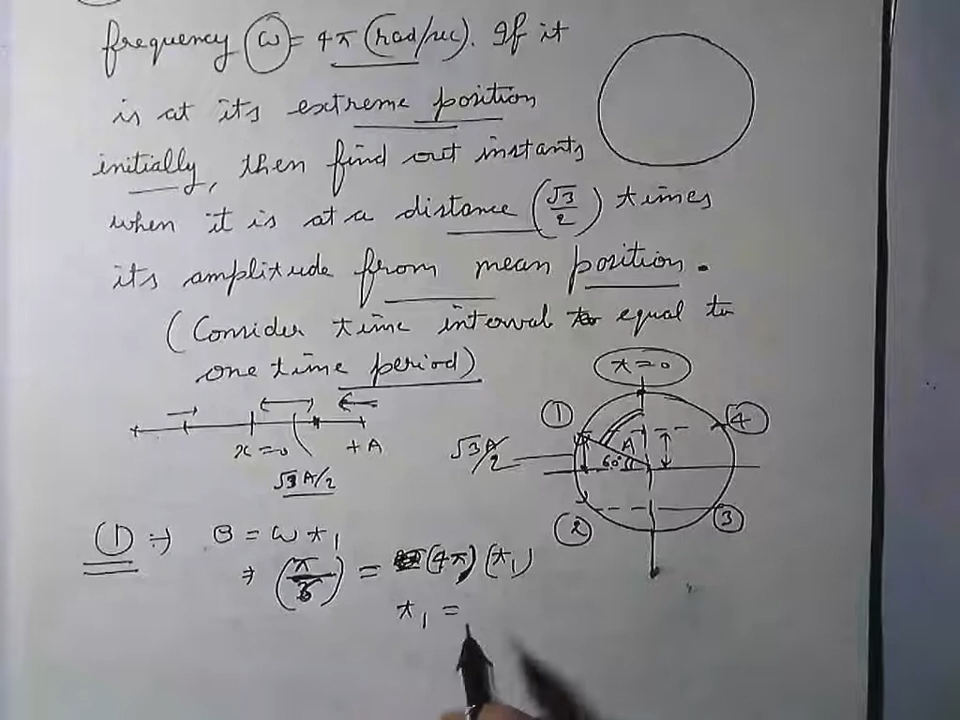 frequency (ω) = 4π (rad/sec). If it
is at its extreme position
initially, then find out instants
when it is at a distance (√3/2) times
its amplitude from mean position.
(Consider time interval to equal to
one time period)
t=0
① ④
x=0 +A
√3A/2
√3A/2
60° A
② ③
① :→ θ = ωt₁
⇒ (π/6) = (4π)(t₁)
t₁ =